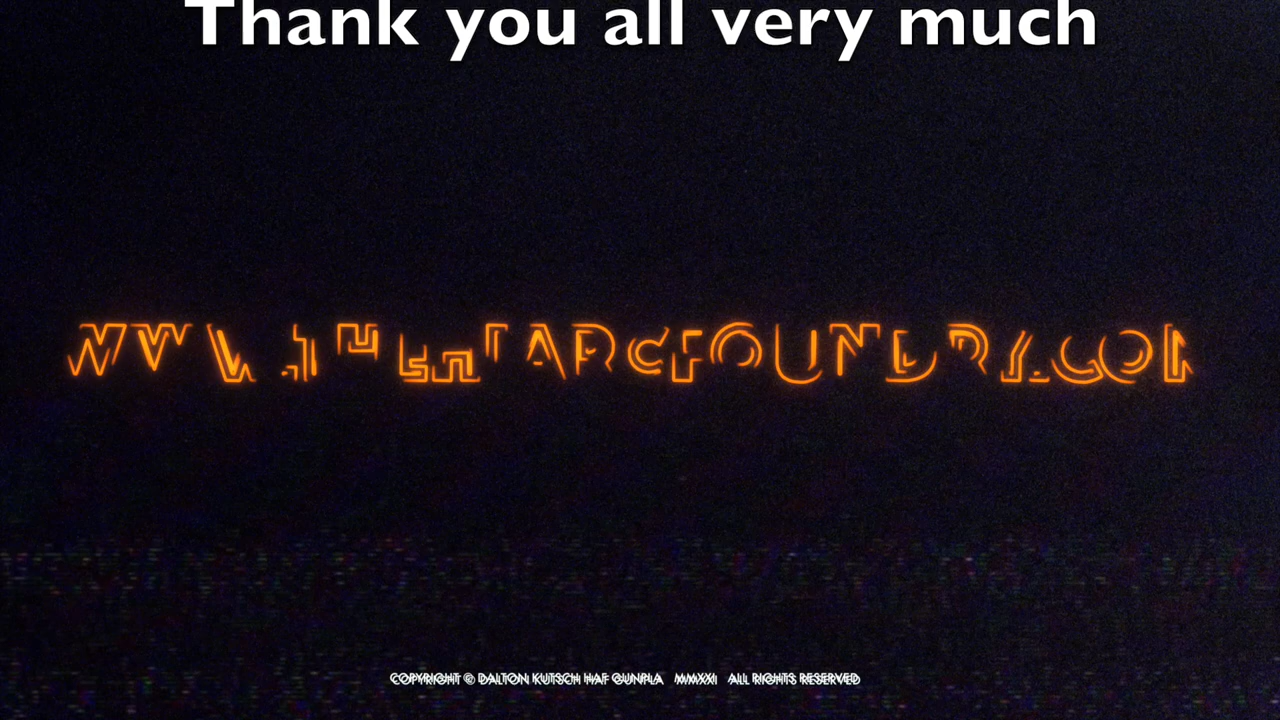 Thank you all very much
COPYRIGHT © DALTON KUTSCH HAF GUNPLA MMXXI ALL RIGHTS RESERVED